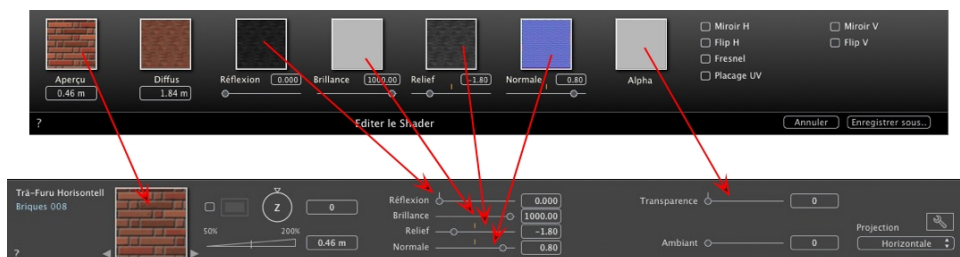 Miroir H
Miroir V
Flip H
Flip V
Fresnel
Placage UV
Aperçu
Diffus
Réflexion 0.000
Brillance 1000.00
Relief -1.80
Normale 0.80
Alpha
0.46 m
1.84 m
?
Editer le Shader
Annuler
Enregistrer sous..
Trä-Furu Horisontell
Briques 008
Z
0
50%
200%
0.46 m
?
Réflexion 0.000
Brillance 1000.00
Relief -1.80
Normale 0.80
Transparence 0
Ambiant 0
Projection
Horizontale